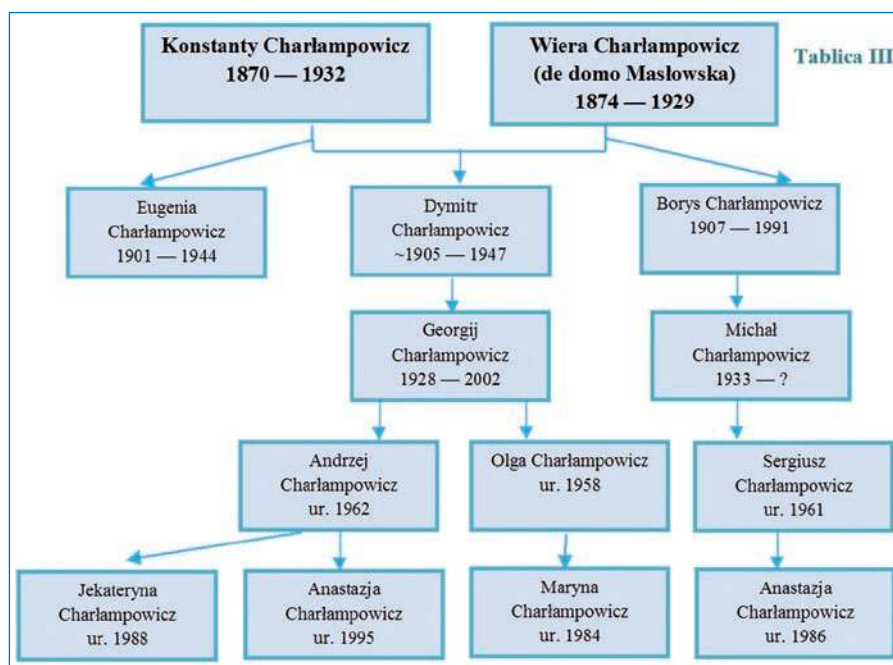 Konstanty Charłampowicz
1870 — 1932
Wiera Charłampowicz
(de domo Masłowska)
1874 — 1929
Tablica III
Eugenia
Charłampowicz
1901 — 1944
Dymitr
Charłampowicz
~1905 — 1947
Borys Charłampowicz
1907 — 1991
Georgij
Charłampowicz
1928 — 2002
Michał
Charłampowicz
1933 — ?
Andrzej
Charłampowicz
ur. 1962
Olga Charłampowicz
ur. 1958
Sergiusz
Charłampowicz
ur. 1961
Jekateryna
Charłampowicz
ur. 1988
Anastazja
Charłampowicz
ur. 1995
Maryna
Charłampowicz
ur. 1984
Anastazja
Charłampowicz
ur. 1986